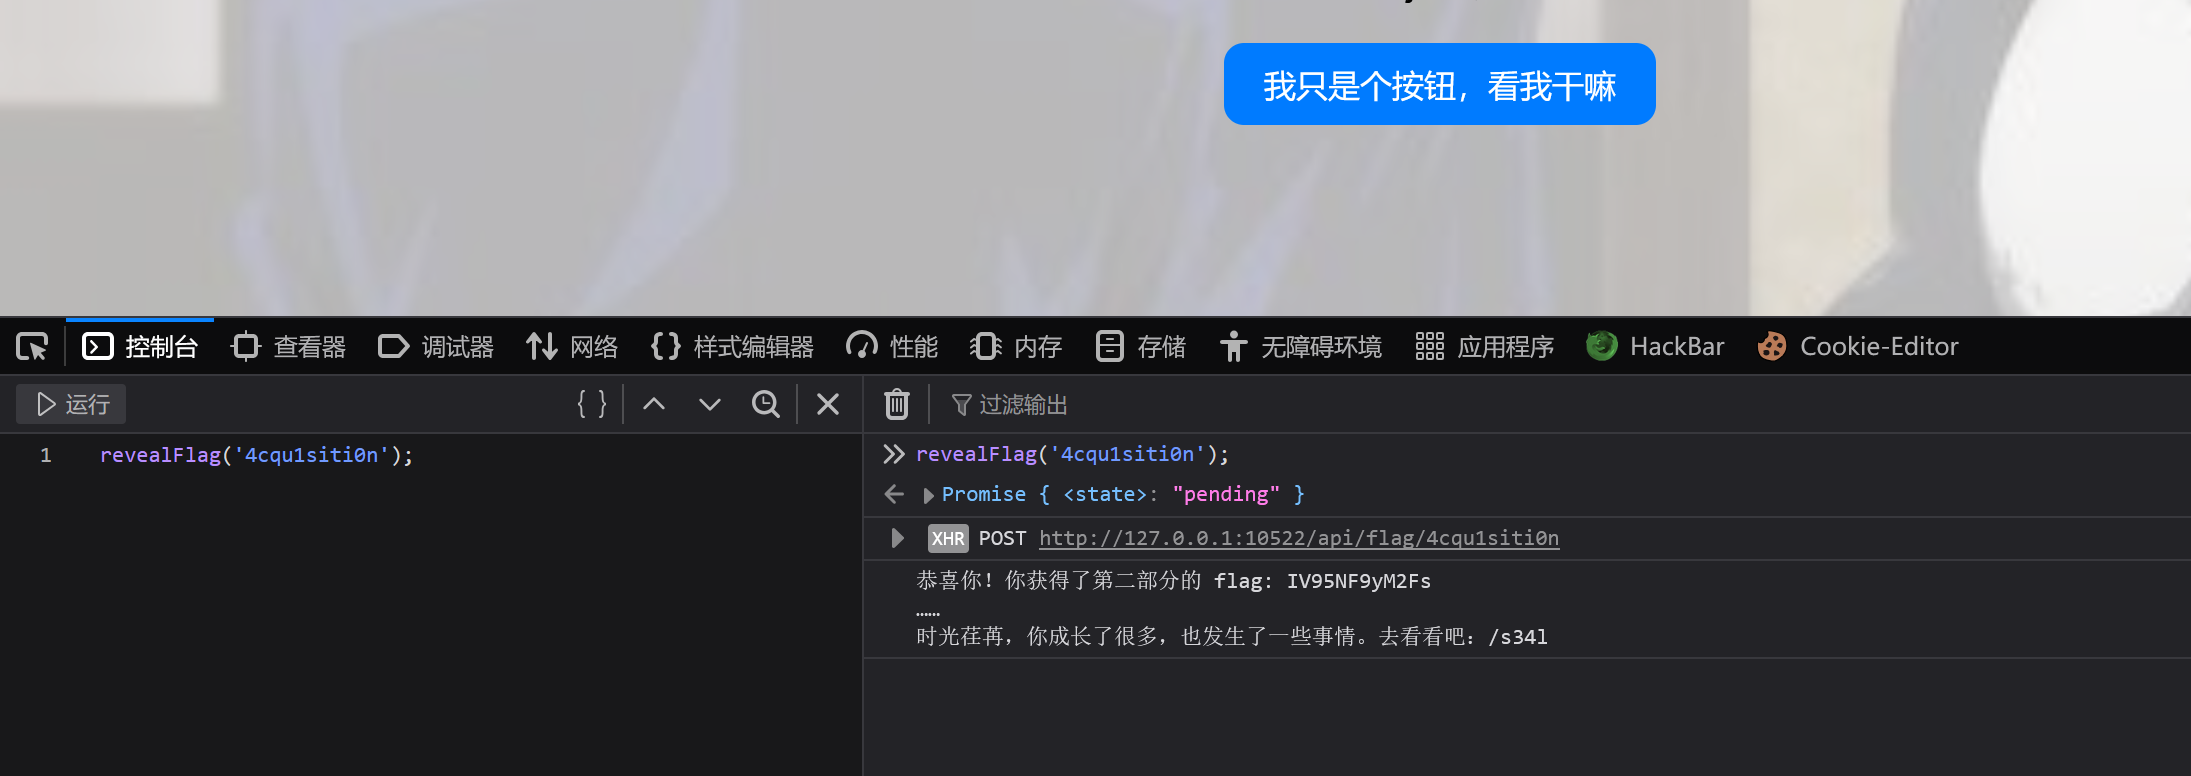 我只是个按钮，看我干嘛
控制台 查看器 调试器 网络 样式编辑器 性能 内存 存储 无障碍环境 应用程序 HackBar Cookie-Editor
运行
过滤输出
1 revealFlag('4cqu1siti0n');
revealFlag('4cqu1siti0n');
Promise { <state>: "pending" }
XHR POST http://127.0.0.1:10522/api/flag/4cqu1siti0n
恭喜你！你获得了第二部分的 flag: IV95NF9yM2Fs
……
时光荏苒，你成长了很多，也发生了一些事情。去看看吧：/s34l